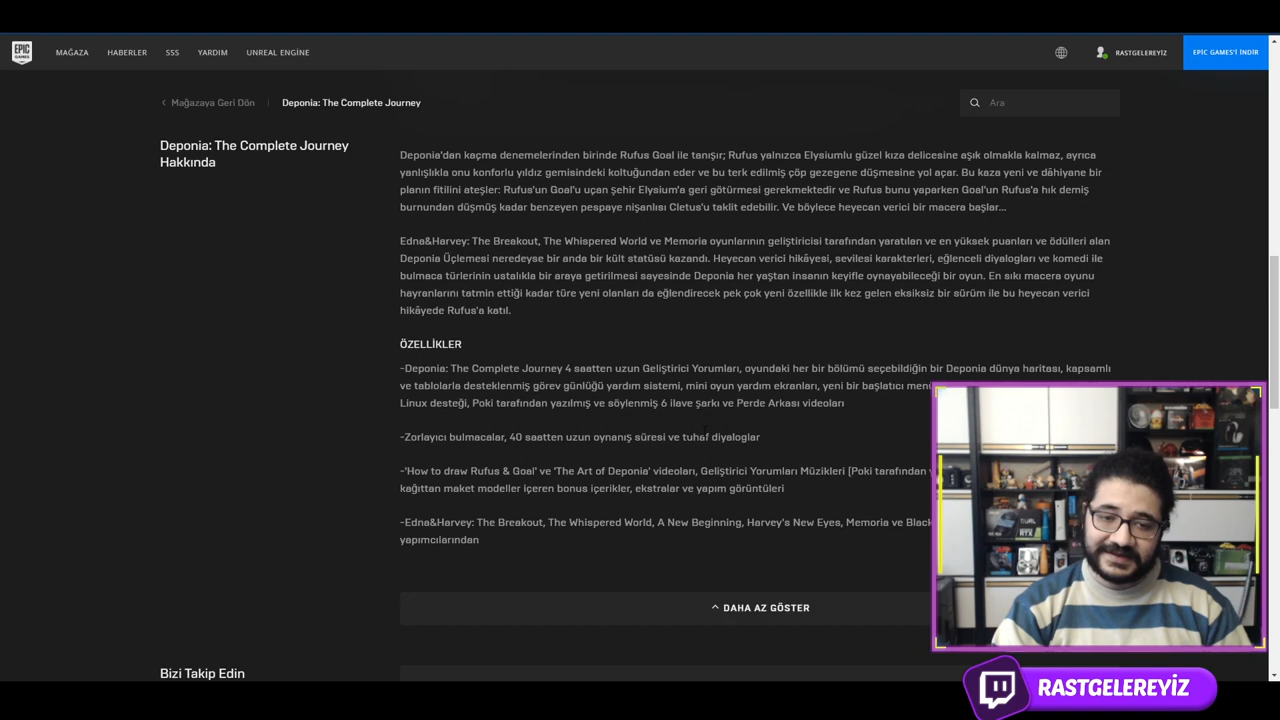 EPIC GAMES
MAĞAZA HABERLER SSS YARDIM UNREAL ENGİNE
RASTGELEREYİZ
EPİC GAMES'İ İNDİR
Mağazaya Geri Dön
Deponia: The Complete Journey
Ara
Deponia: The Complete Journey
Hakkında
Deponia'dan kaçma denemelerinden birinde Rufus Goal ile tanışır; Rufus yalnızca Elysiumlu güzel kıza delicesine aşık olmakla kalmaz, ayrıca
yanlışlıkla onu konforlu yıldız gemisindeki koltuğundan eder ve bu terk edilmiş çöp gezegene düşmesine yol açar. Bu kaza yeni ve dâhiyane bir
planın fitilini ateşler: Rufus'un Goal'u uçan şehir Elysium'a geri götürmesi gerekmektedir ve Rufus bunu yaparken Goal'un Rufus'a hık demiş
burnundan düşmüş kadar benzeyen pespaye nişanlısı Cletus'u taklit edebilir. Ve böylece heyecan verici bir macera başlar...
Edna&Harvey: The Breakout, The Whispered World ve Memoria oyunlarının geliştiricisi tarafından yaratılan ve en yüksek puanları ve ödülleri alan
Deponia Üçlemesi neredeyse bir anda bir kült statüsü kazandı. Heyecan verici hikâyesi, sevilesi karakterleri, eğlenceli diyalogları ve komedi ile
bulmaca türlerinin ustalıkla bir araya getirilmesi sayesinde Deponia her yaştan insanın keyifle oynayabileceği bir oyun. En sıkı macera oyunu
hayranlarını tatmin ettiği kadar türe yeni olanları da eğlendirecek pek çok yeni özellikle ilk kez gelen eksiksiz bir sürüm ile bu heyecan verici
hikâyede Rufus'a katıl.
ÖZELLİKLER
-Deponia: The Complete Journey 4 saatten uzun Geliştirici Yorumları, oyundaki her bir bölümü seçebildiğin bir Deponia dünya haritası, kapsamlı
ve tablolarla desteklenmiş görev günlüğü yardım sistemi, mini oyun yardım ekranları, yeni bir başlatıcı
Linux desteği, Poki tarafından yazılmış ve söylenmiş 6 ilave şarkı ve Perde Arkası videoları
-Zorlayıcı bulmacalar, 40 saatten uzun oynanış süresi ve tuhaf diyaloglar
-'How to draw Rufus & Goal' ve 'The Art of Deponia' videoları, Geliştirici Yorumları Müzikleri (Poki tarafından
kağıttan maket modeller içeren bonus içerikler, ekstralar ve yapım görüntüleri
-Edna&Harvey: The Breakout, The Whispered World, A New Beginning, Harvey's New Eyes, Memoria ve
yapımcılarından
DAHA AZ GÖSTER
Bizi Takip Edin
RASTGELEREYİZ